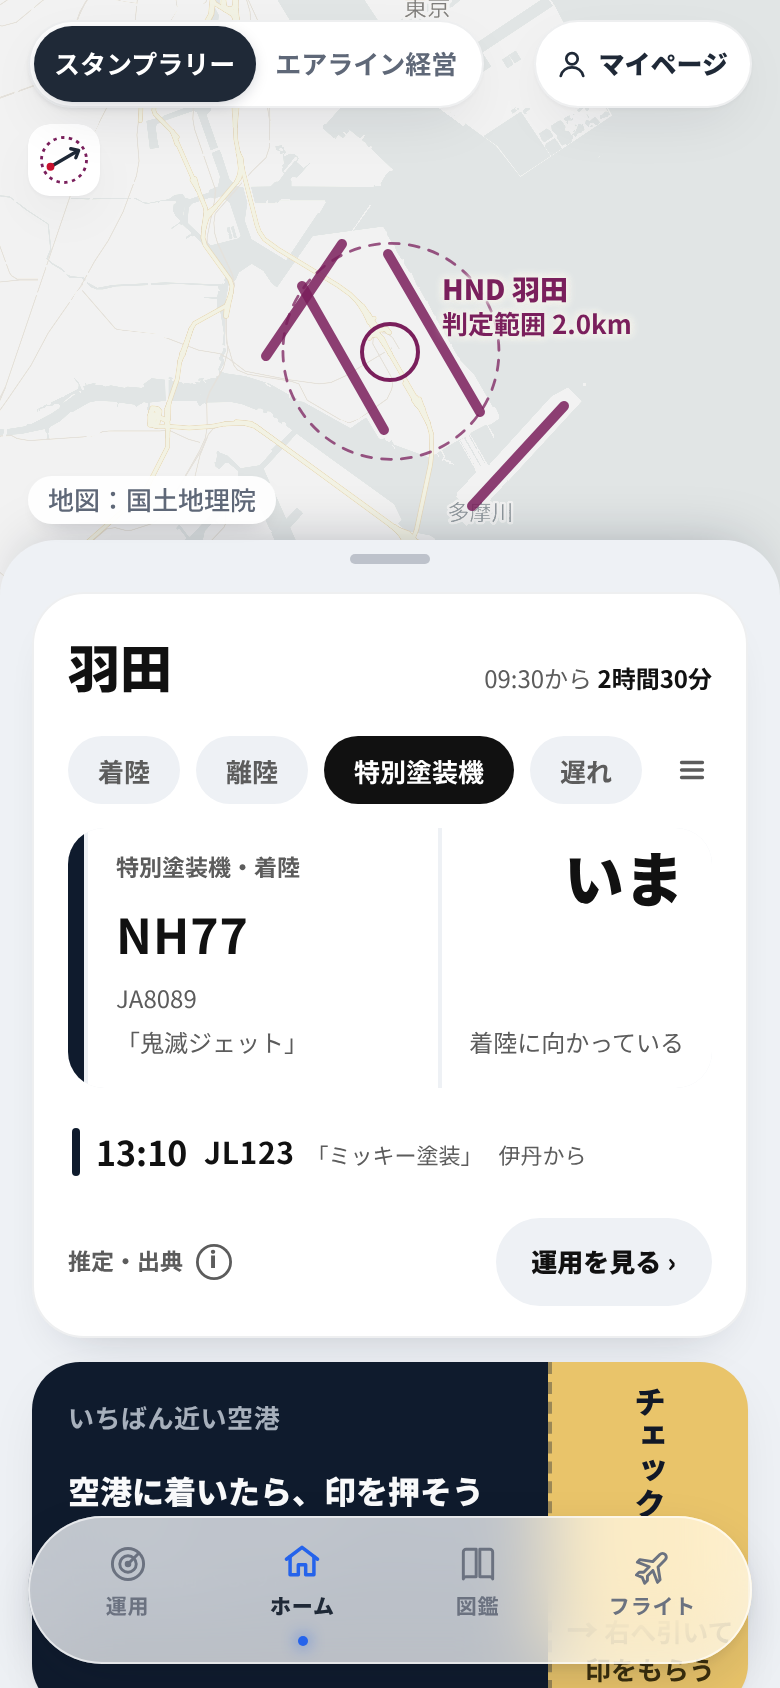 東京
スタンプラリー
エアライン経営
マイページ
HND 羽田
判定範囲 2.0km
地図：国土地理院
多摩川
羽田
09:30から 2時間30分
着陸
離陸
特別塗装機
遅れ
特別塗装機・着陸
いま
NH77
JA8089
「鬼滅ジェット」
着陸に向かっている
13:10 JL123 「ミッキー塗装」 伊丹から
推定・出典
運用を見る ›
いちばん近い空港
空港に着いたら、印を押そう
チェック
運用
ホーム
図鑑
フライト
→ 右へ引いて
印をもらう